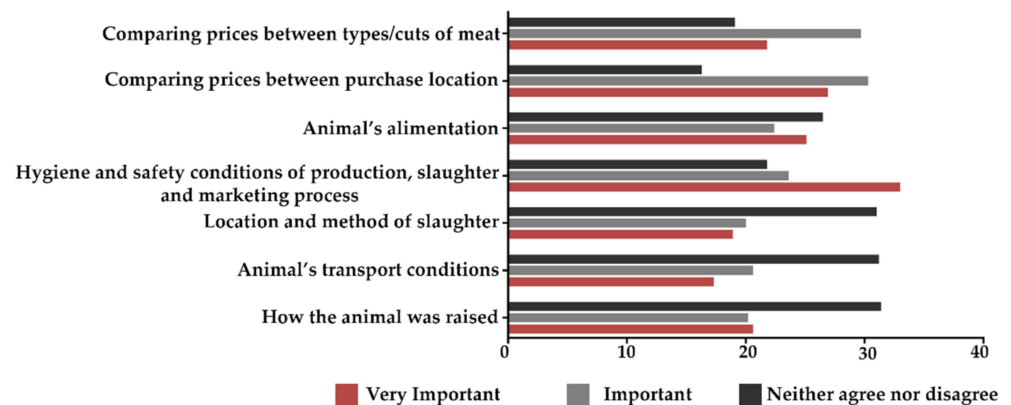 Comparing prices between types/cuts of meat
Comparing prices between purchase location
Animal's alimentation
Hygiene and safety conditions of production, slaughter
and marketing process
Location and method of slaughter
Animal's transport conditions
How the animal was raised
0 10 20 30 40
Very Important Important Neither agree nor disagree